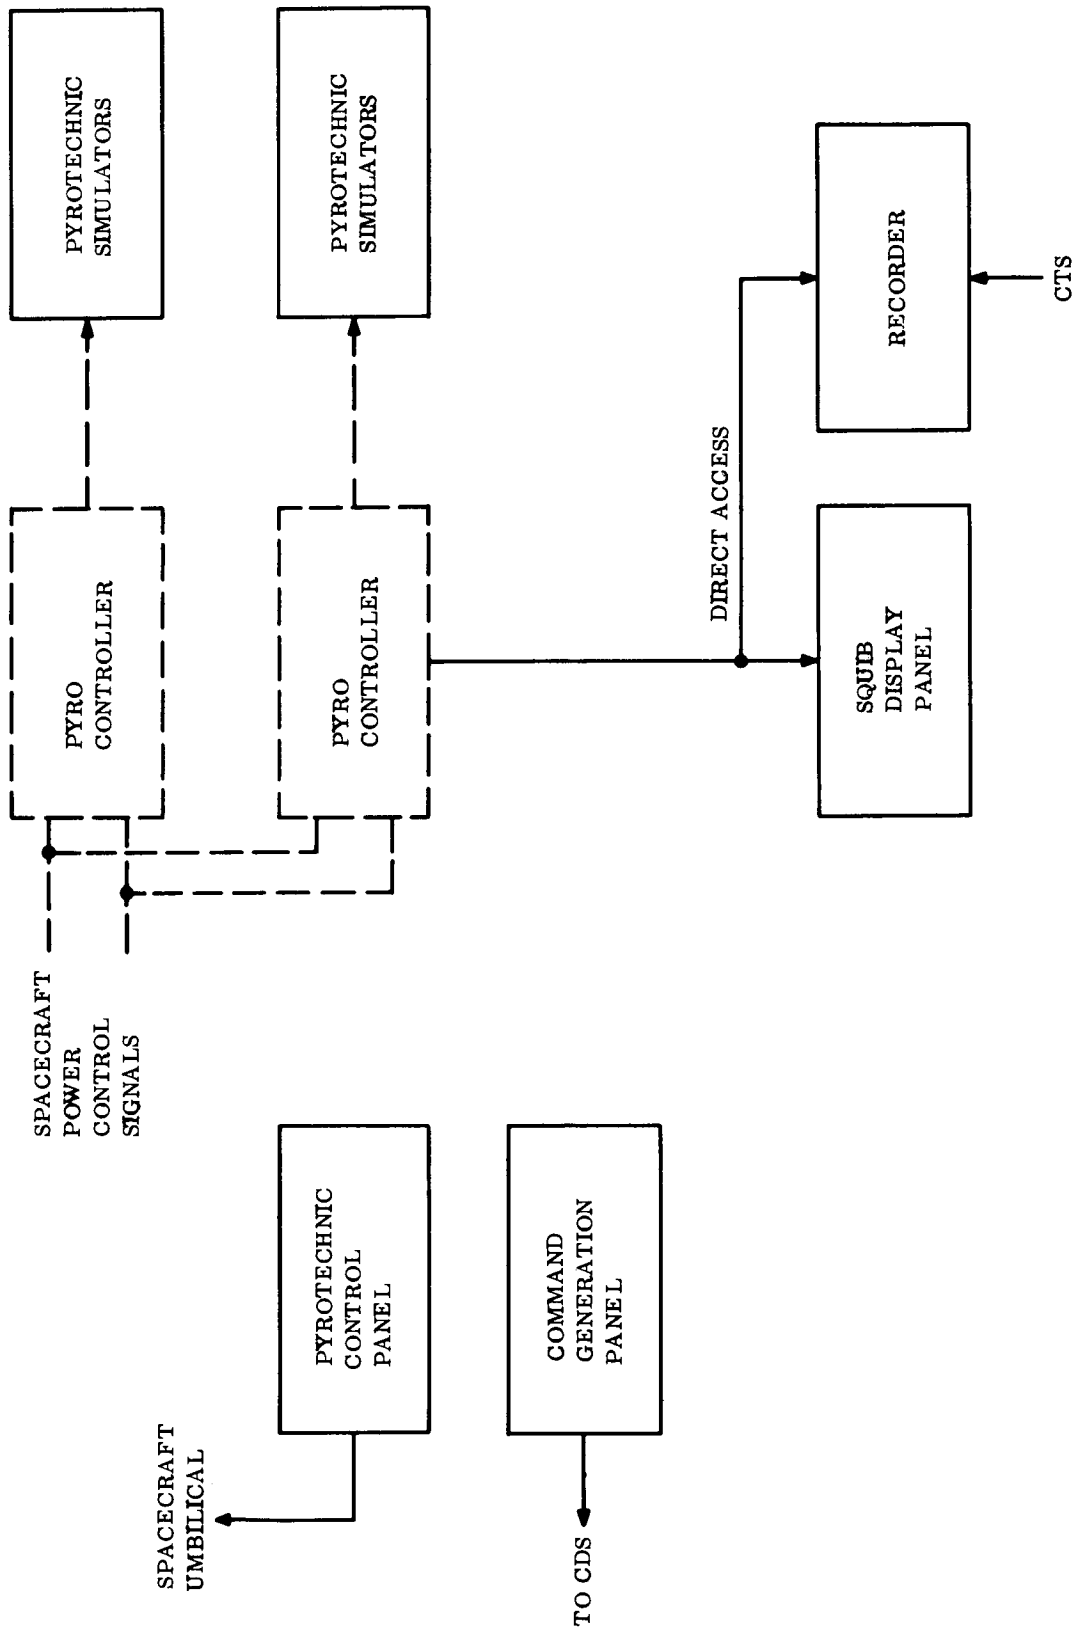 SPACECRAFT
POWER
CONTROL
SIGNALS
PYRO
CONTROLLER
PYROTECHNIC
SIMULATORS
PYRO
CONTROLLER
PYROTECHNIC
SIMULATORS
SPACECRAFT
UMBILICAL
PYROTECHNIC
CONTROL
PANEL
TO CDS
COMMAND
GENERATION
PANEL
DIRECT ACCESS
SQUIB
DISPLAY
PANEL
RECORDER
CTS